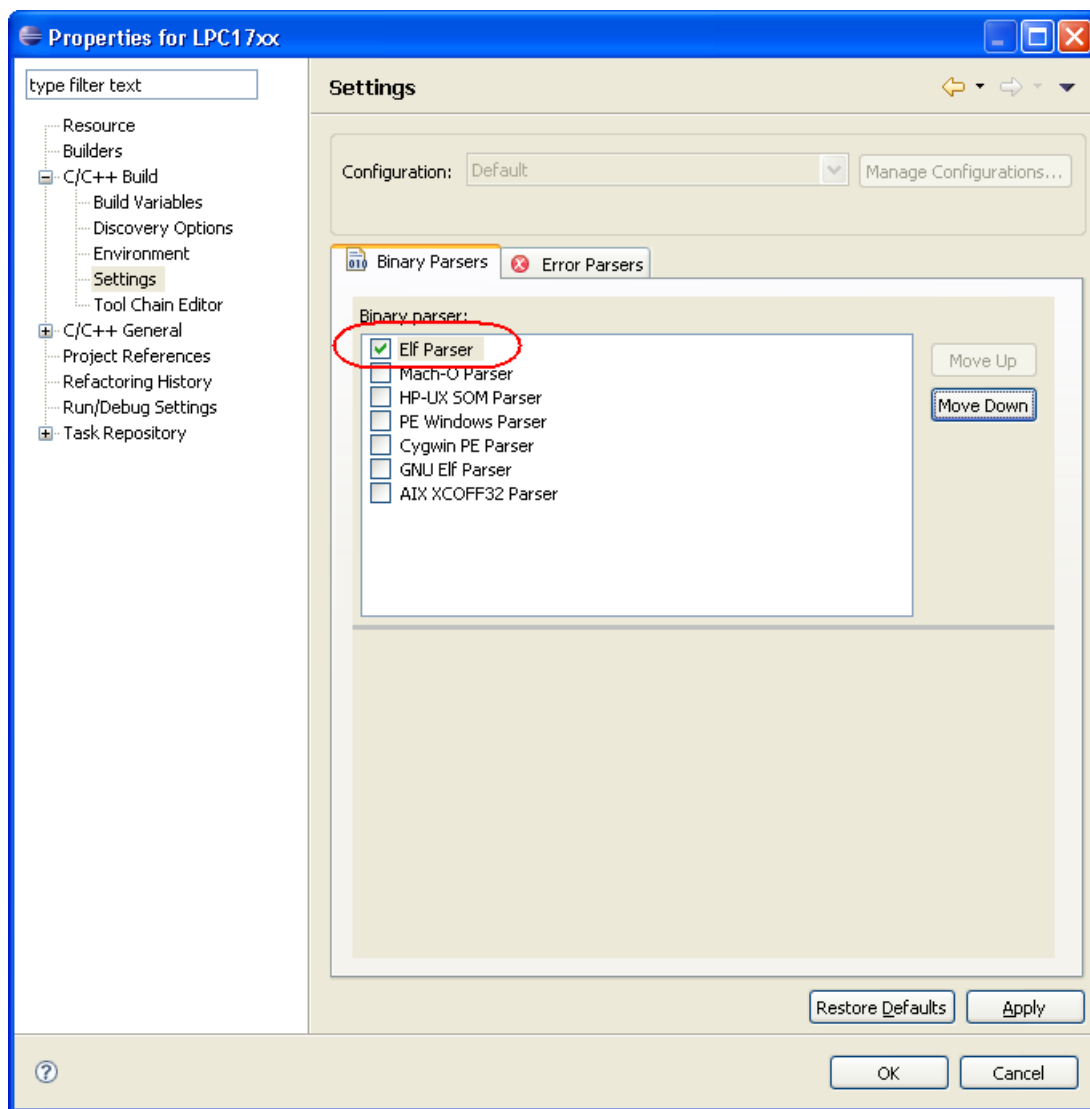 Properties for LPC17xx
type filter text
Resource
Builders
C/C++ Build
Build Variables
Discovery Options
Environment
Settings
Tool Chain Editor
C/C++ General
Project References
Refactoring History
Run/Debug Settings
Task Repository
Settings
Configuration: Default Manage Configurations...
Binary Parsers Error Parsers
Binary parser:
Elf Parser
Mach-O Parser
HP-UX SOM Parser
PE Windows Parser
Cygwin PE Parser
GNU Elf Parser
AIX XCOFF32 Parser
Move Up
Move Down
Restore Defaults Apply
OK Cancel